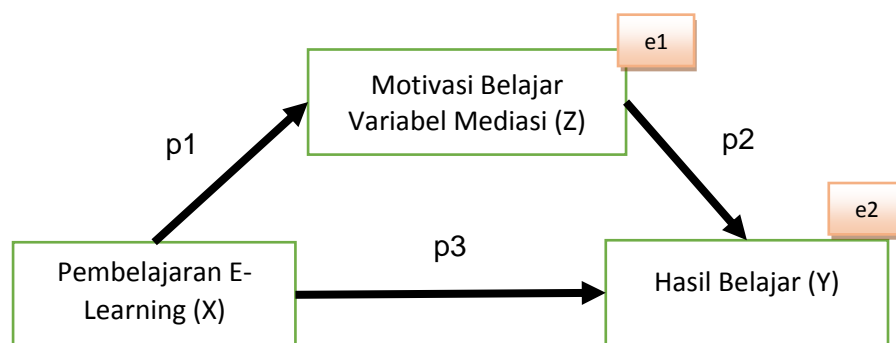 e1
Motivasi Belajar
Variabel Mediasi (Z)
p1
p2
e2
p3
Pembelajaran E-
Learning (X)
Hasil Belajar (Y)